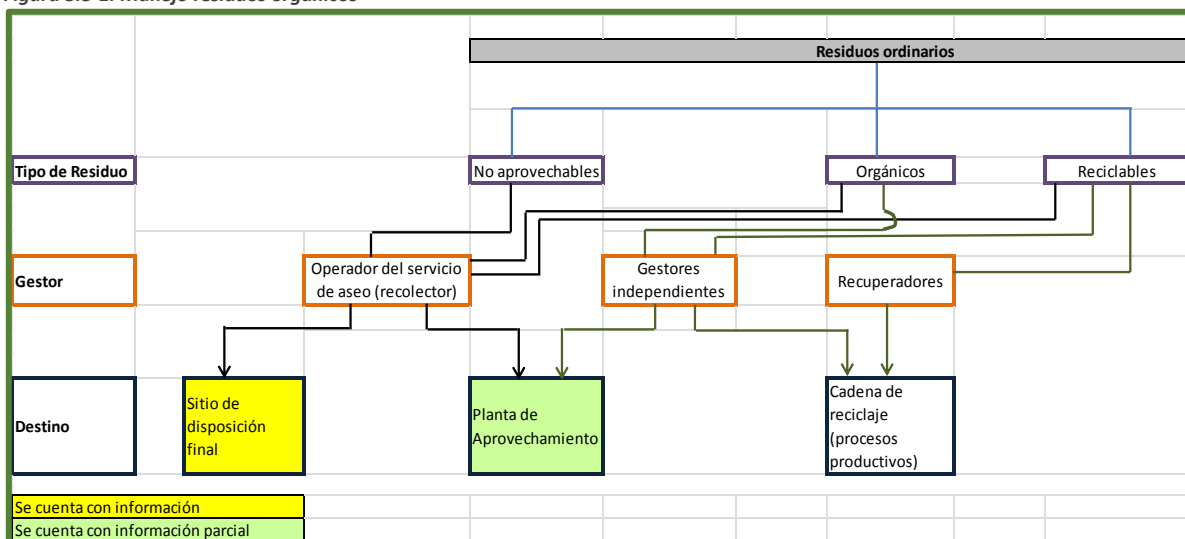 Residuos ordinarios
Tipo de Residuo
No aprovechables
Orgánicos
Reciclables
Gestor
Operador del servicio
de aseo (recolector)
Gestores
independientes
Recuperadores
Destino
Sitio de
disposición
final
Planta de
Aprovechamiento
Cadena de
reciclaje
(procesos
productivos)
Se cuenta con información
Se cuenta con información parcial